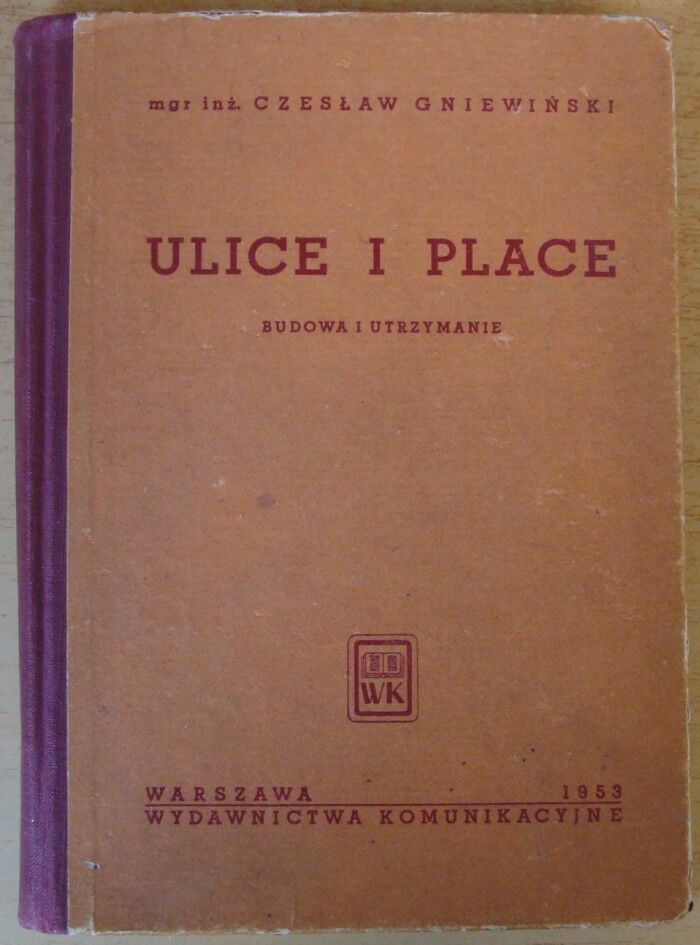 mgr inż. CZESŁAW GNIEWIŃSKI
ULICE I PLACE
BUDOWA I UTRZYMANIE
WK
WARSZAWA 1953
WYDAWNICTWA KOMUNIKACYJNE